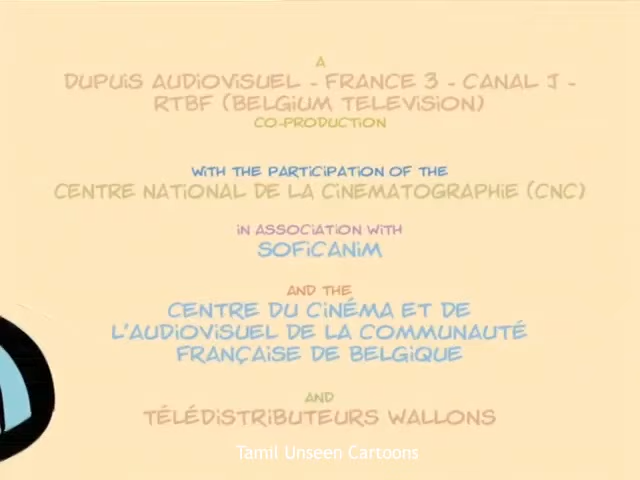 A
DUPUiS AUDiOViSUEL - FRANCE 3 - CANAL J -
RTBF (BELGiUM TELEViSiON)
CO-PRODUCTiON
WiTH THE PARTiCiPATiON OF THE
CENTRE NATiONAL DE LA CiNEMATOGRAPHiE (CNC)
iN ASSOCiATiON WiTH
SOFiCANiM
AND THE
CENTRE DU CiNÉMA ET DE
L'AUDiOViSUEL DE LA COMMUNAUTÉ
FRANÇAiSE DE BELGiQUE
AND
TÉLÉDiSTRiBUTEURS WALLONS
Tamil Unseen Cartoons